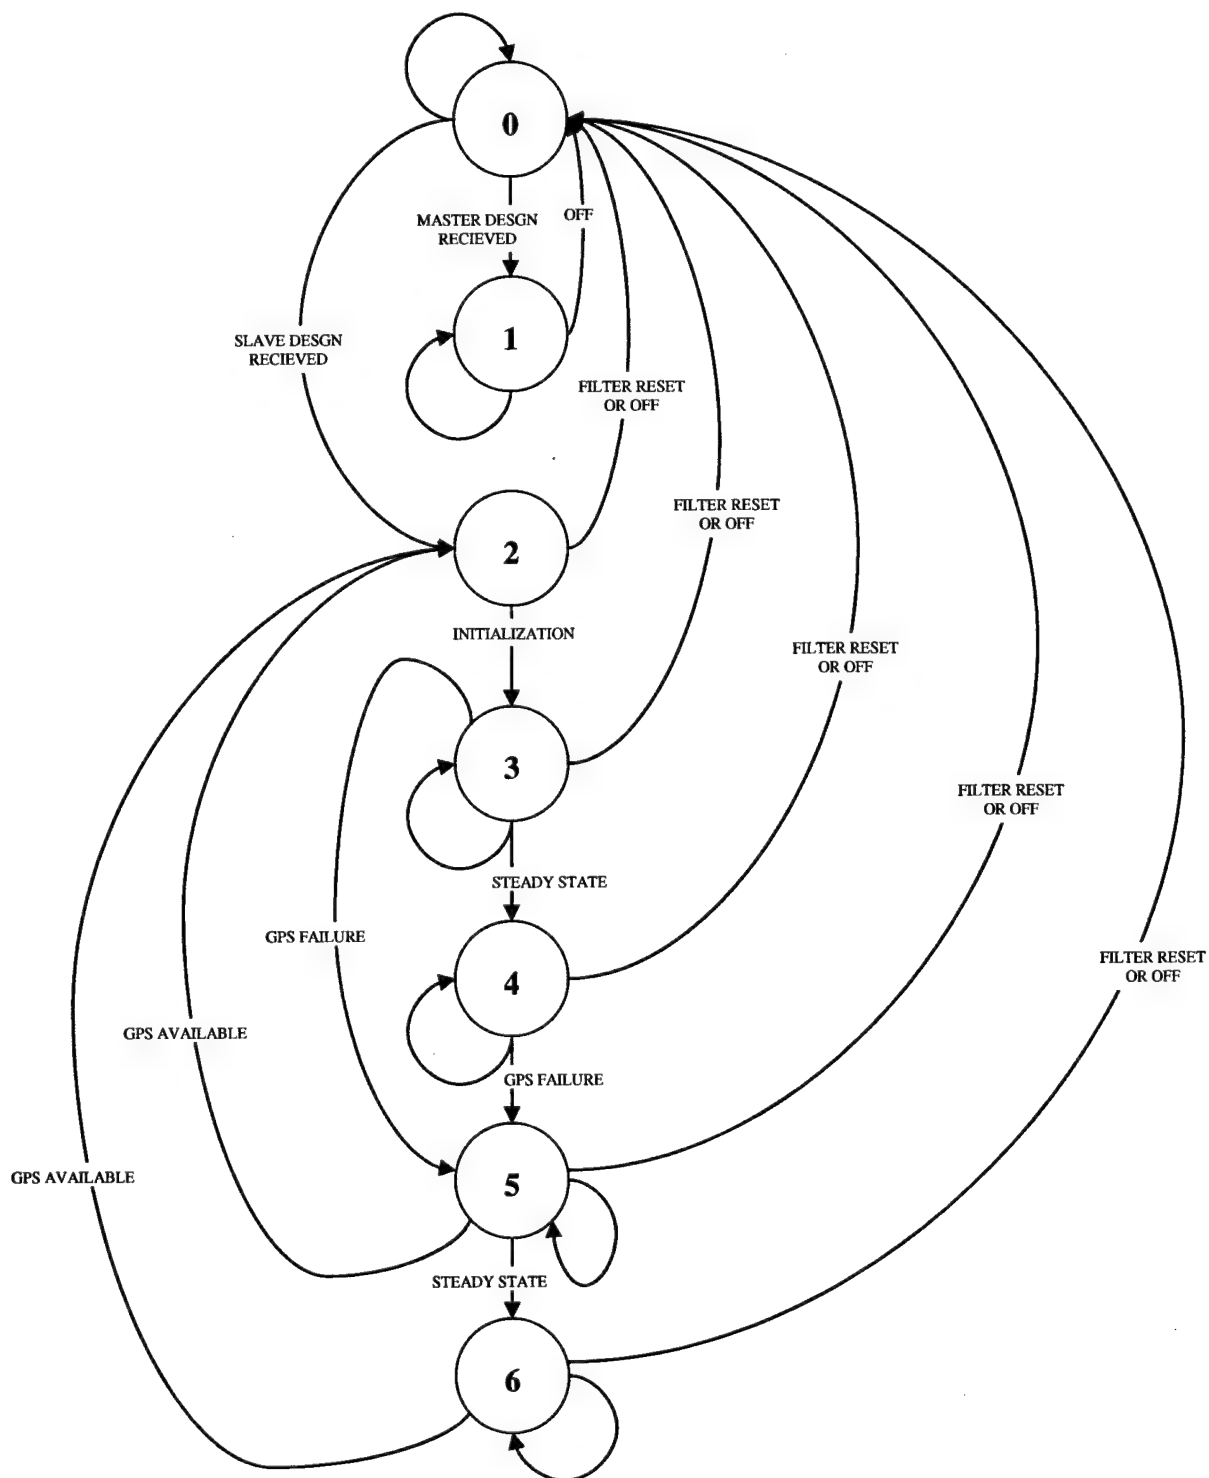 0
MASTER DESGN
RECIEVED
OFF
1
SLAVE DESGN
RECIEVED
FILTER RESET
OR OFF
FILTER RESET
OR OFF
2
INITIALIZATION
FILTER RESET
OR OFF
3
FILTER RESET
OR OFF
STEADY STATE
GPS FAILURE
FILTER RESET
OR OFF
4
GPS AVAILABLE
GPS FAILURE
GPS AVAILABLE
5
STEADY STATE
6